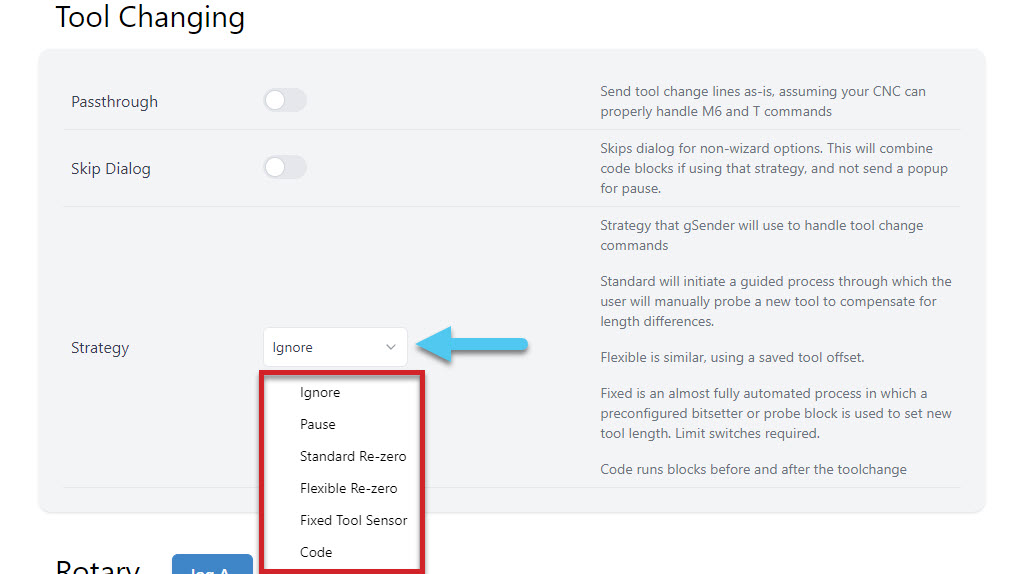 Tool Changing
Passthrough
Send tool change lines as-is, assuming your CNC can
properly handle M6 and T commands
Skip Dialog
Skips dialog for non-wizard options. This will combine
code blocks if using that strategy, and not send a popup
for pause.
Strategy that gSender will use to handle tool change
commands
Standard will initiate a guided process through which the
user will manually probe a new tool to compensate for
length differences.
Strategy
Ignore
Flexible is similar, using a saved tool offset.
Fixed is an almost fully automated process in which a
preconfigured bitsetter or probe block is used to set new
tool length. Limit switches required.
Code runs blocks before and after the toolchange
Ignore
Pause
Standard Re-zero
Flexible Re-zero
Fixed Tool Sensor
Code
Rotary